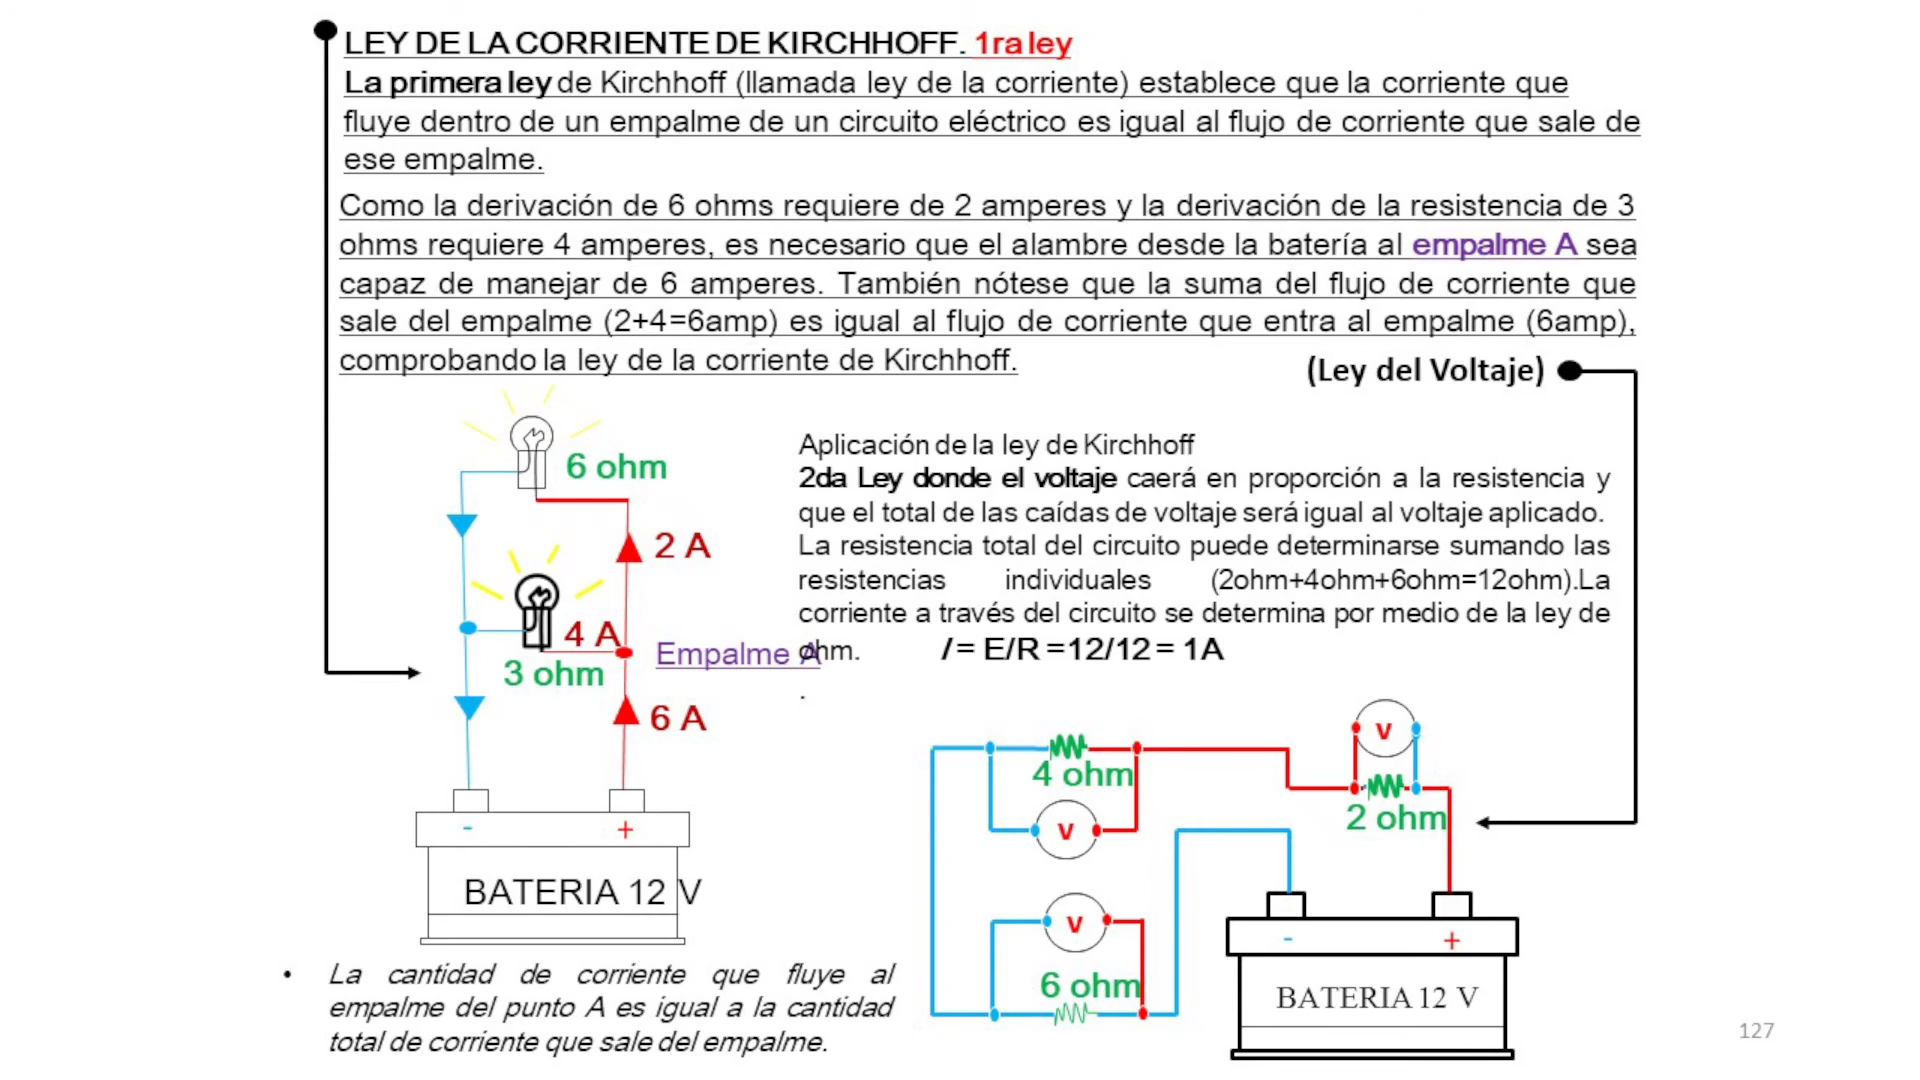 LEY DE LA CORRIENTE DE KIRCHHOFF. 1ra ley
La primera ley de Kirchhoff (llamada ley de la corriente) establece que la corriente que
fluye dentro de un empalme de un circuito eléctrico es igual al flujo de corriente que sale de
ese empalme.
Como la derivación de 6 ohms requiere de 2 amperes y la derivación de la resistencia de 3
ohms requiere 4 amperes, es necesario que el alambre desde la batería al empalme A sea
capaz de manejar de 6 amperes. También nótese que la suma del flujo de corriente que
sale del empalme (2+4=6amp) es igual al flujo de corriente que entra al empalme (6amp),
comprobando la ley de la corriente de Kirchhoff.
(Ley del Voltaje)
6 ohm
2 A
4 A
3 ohm
Empalme A
6 A
-
+
BATERIA 12 V
La cantidad de corriente que fluye al
empalme del punto A es igual a la cantidad
total de corriente que sale del empalme.
Aplicación de la ley de Kirchhoff
2da Ley donde el voltaje caerá en proporción a la resistencia y
que el total de las caídas de voltaje será igual al voltaje aplicado.
La resistencia total del circuito puede determinarse sumando las
resistencias individuales (2ohm+4ohm+6ohm=12ohm).La
corriente a través del circuito se determina por medio de la ley de
ohm. I = E/R =12/12 = 1A
.
V
4 ohm
2 ohm
V
V
6 ohm
-
+
BATERIA 12 V
127